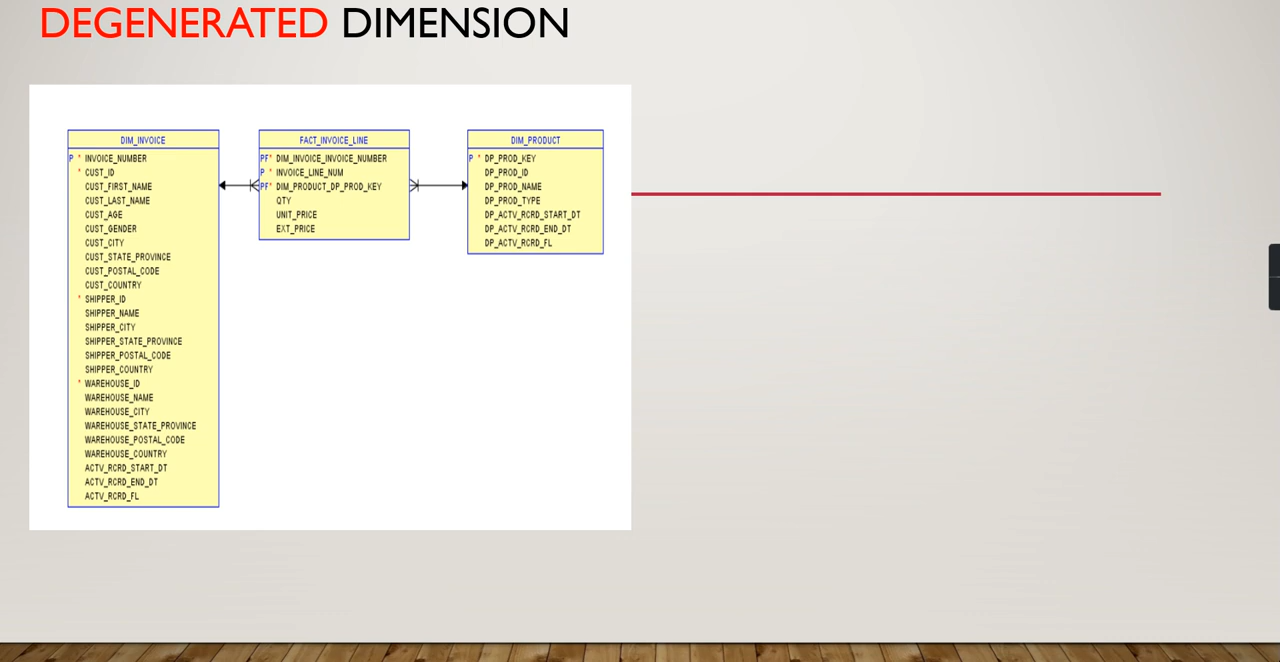 DEGENERATED DIMENSION
DIM_INVOICE
P * INVOICE_NUMBER
* CUST_ID
CUST_FIRST_NAME
CUST_LAST_NAME
CUST_AGE
CUST_GENDER
CUST_CITY
CUST_STATE_PROVINCE
CUST_POSTAL_CODE
CUST_COUNTRY
* SHIPPER_ID
SHIPPER_NAME
SHIPPER_CITY
SHIPPER_STATE_PROVINCE
SHIPPER_POSTAL_CODE
SHIPPER_COUNTRY
* WAREHOUSE_ID
WAREHOUSE_NAME
WAREHOUSE_CITY
WAREHOUSE_STATE_PROVINCE
WAREHOUSE_POSTAL_CODE
WAREHOUSE_COUNTRY
ACTV_RCRD_START_DT
ACTV_RCRD_END_DT
ACTV_RCRD_FL
FACT_INVOICE_LINE
PF* DIM_INVOICE_INVOICE_NUMBER
P * INVOICE_LINE_NUM
PF* DIM_PRODUCT_DP_PROD_KEY
QTY
UNIT_PRICE
EXT_PRICE
DIM_PRODUCT
P * DP_PROD_KEY
DP_PROD_ID
DP_PROD_NAME
DP_PROD_TYPE
DP_ACTV_RCRD_START_DT
DP_ACTV_RCRD_END_DT
DP_ACTV_RCRD_FL